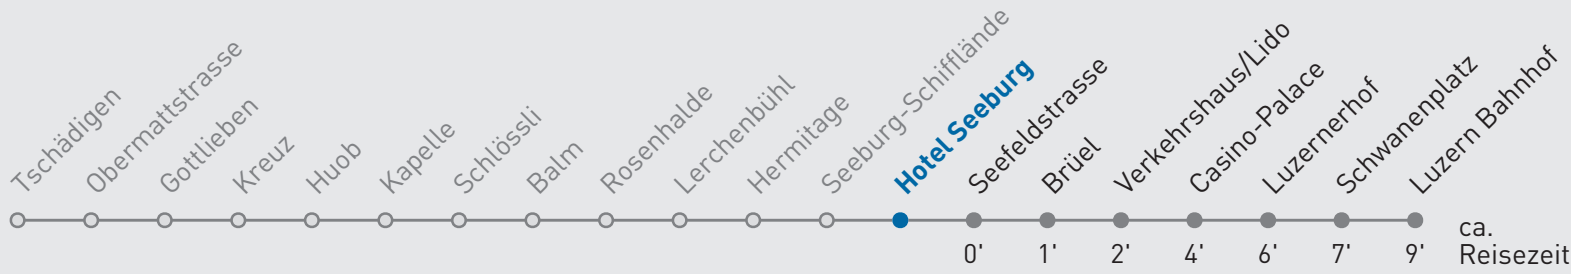 Tschädigen
Obermattstrasse
Gottlieben
Kreuz
Huob
Kapelle
Schlössli
Balm
Rosenhalde
Lerchenbühl
Hermitage
Seeburg-Schifflände
Hotel Seeburg
Seefeldstrasse
Brüel
Verkehrshaus/Lido
Casino-Palace
Luzernerhof
Schwanenplatz
Luzern Bahnhof
0' 1' 2' 4' 6' 7' 9'
ca.
Reisezeit